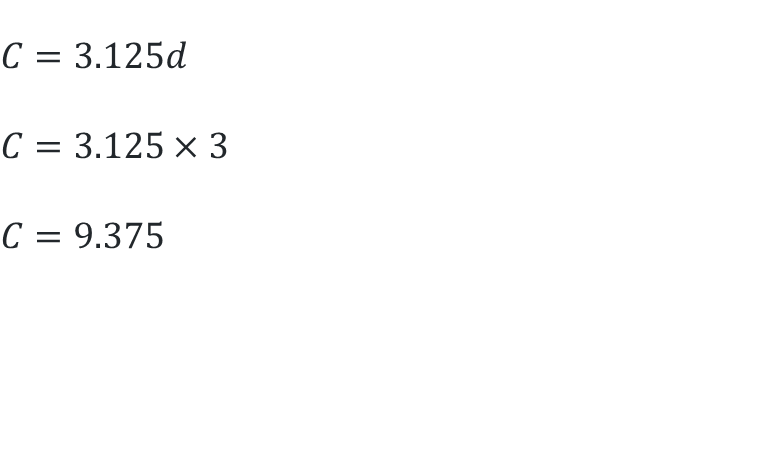 C = 3.125d
C = 3.125 × 3
C = 9.375